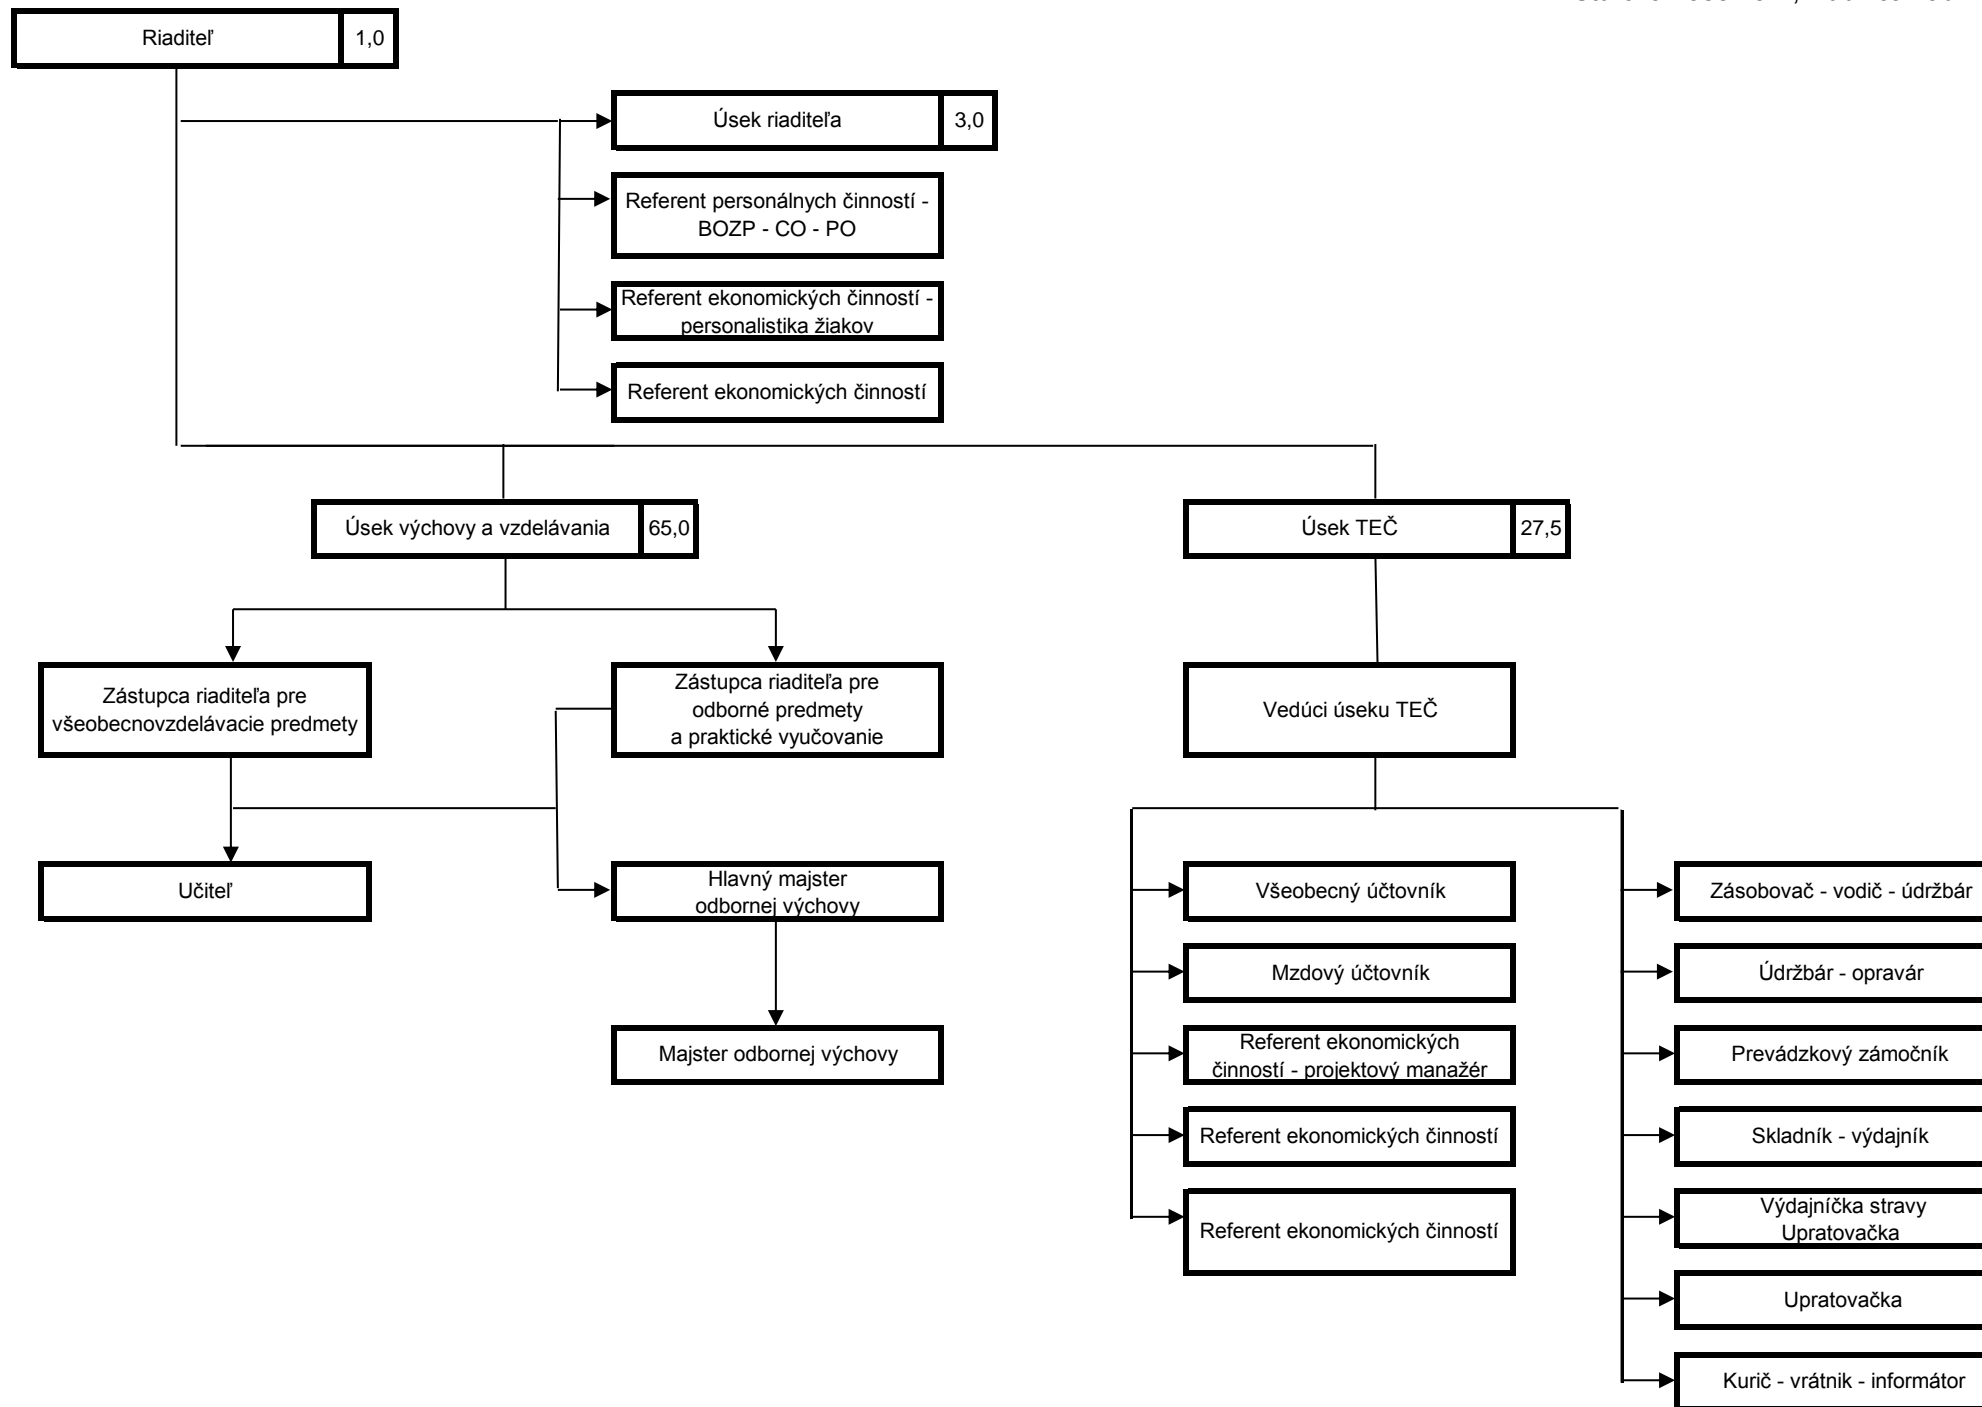 Riaditeľ 1,0
Úsek riaditeľa 3,0
Referent personálnych činností -
BOZP - CO - PO
Referent ekonomických činností -
personalistika žiakov
Referent ekonomických činností
Úsek výchovy a vzdelávania 65,0
Úsek TEČ 27,5
Zástupca riaditeľa pre
všeobecnovzdelávacie predmety
Zástupca riaditeľa pre
odborné predmety
a praktické vyučovanie
Vedúci úseku TEČ
Učiteľ
Hlavný majster
odbornej výchovy
Majster odbornej výchovy
Všeobecný účtovník
Mzdový účtovník
Referent ekonomických
činností - projektový manažér
Referent ekonomických činností
Referent ekonomických činností
Zásobovač - vodič - údržbár
Údržbár - opravár
Prevádzkový zámočník
Skladník - výdajník
Výdajníčka stravy
Upratovačka
Upratovačka
Kurič - vrátnik - informátor